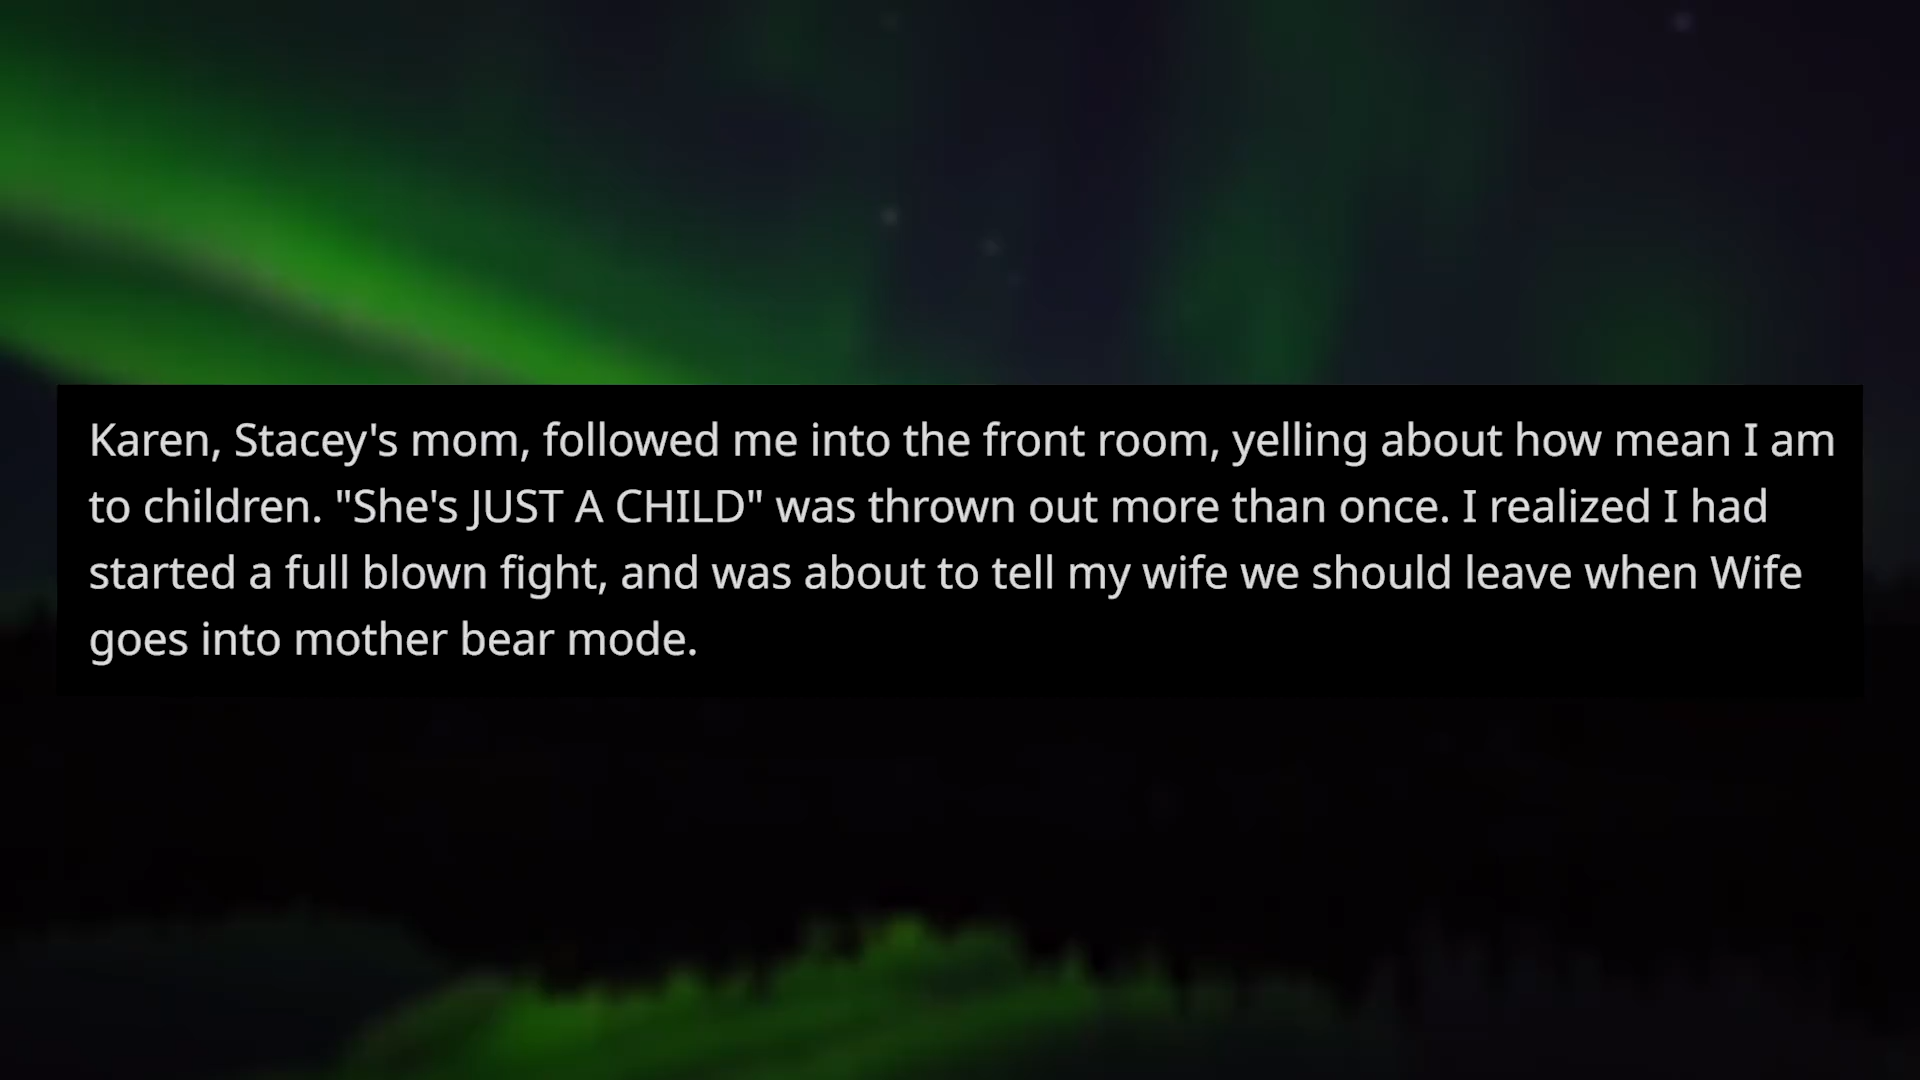 Karen, Stacey's mom, followed me into the front room, yelling about how mean I am
to children. "She's JUST A CHILD" was thrown out more than once. I realized I had
started a full blown fight, and was about to tell my wife we should leave when Wife
goes into mother bear mode.